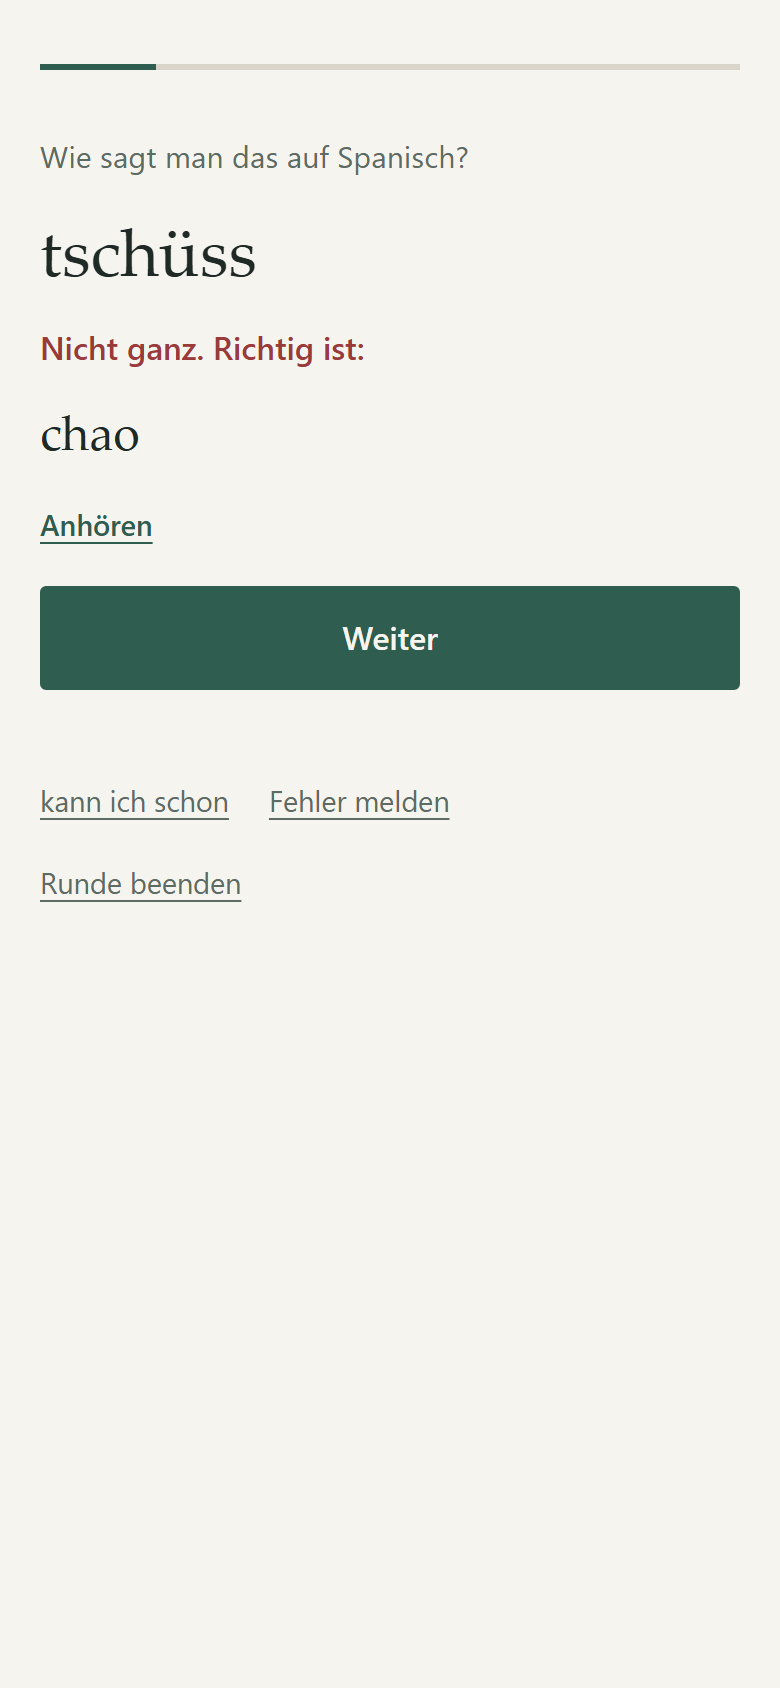 Wie sagt man das auf Spanisch?
tschüss
Nicht ganz. Richtig ist:
chao
Anhören
Weiter
kann ich schon Fehler melden
Runde beenden